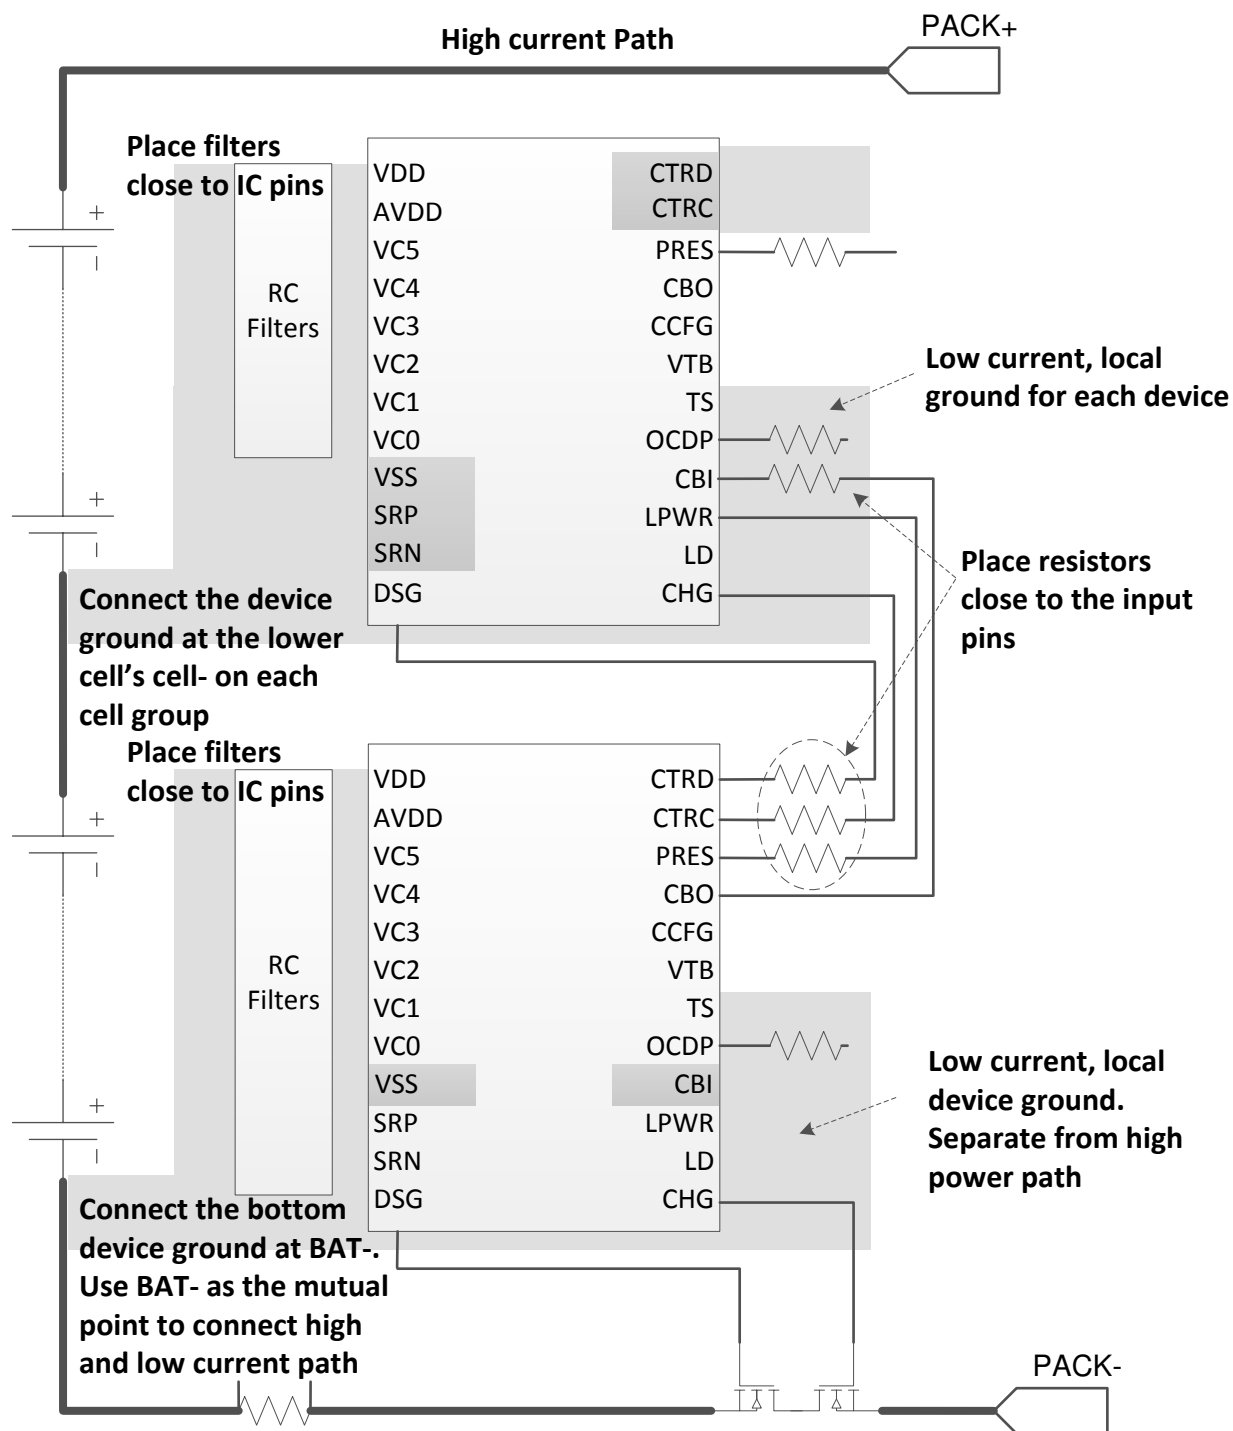 PACK+
High current Path
Place filters
close to IC pins
+
–
+
–
RC
Filters
VDD
AVDD
VC5
VC4
VC3
VC2
VC1
VC0
VSS
SRP
SRN
DSG
CTRD
CTRC
PRES
CBO
CCFG
VTB
TS
OCDP
CBI
LPWR
LD
CHG
Low current, local
ground for each device
Place resistors
close to the input
pins
Connect the device
ground at the lower
cell’s cell- on each
cell group
Place filters
close to IC pins
+
–
+
–
RC
Filters
VDD
AVDD
VC5
VC4
VC3
VC2
VC1
VC0
VSS
SRP
SRN
DSG
CTRD
CTRC
PRES
CBO
CCFG
VTB
TS
OCDP
CBI
LPWR
LD
CHG
Low current, local
device ground.
Separate from high
power path
Connect the bottom
device ground at BAT-.
Use BAT- as the mutual
point to connect high
and low current path
PACK-